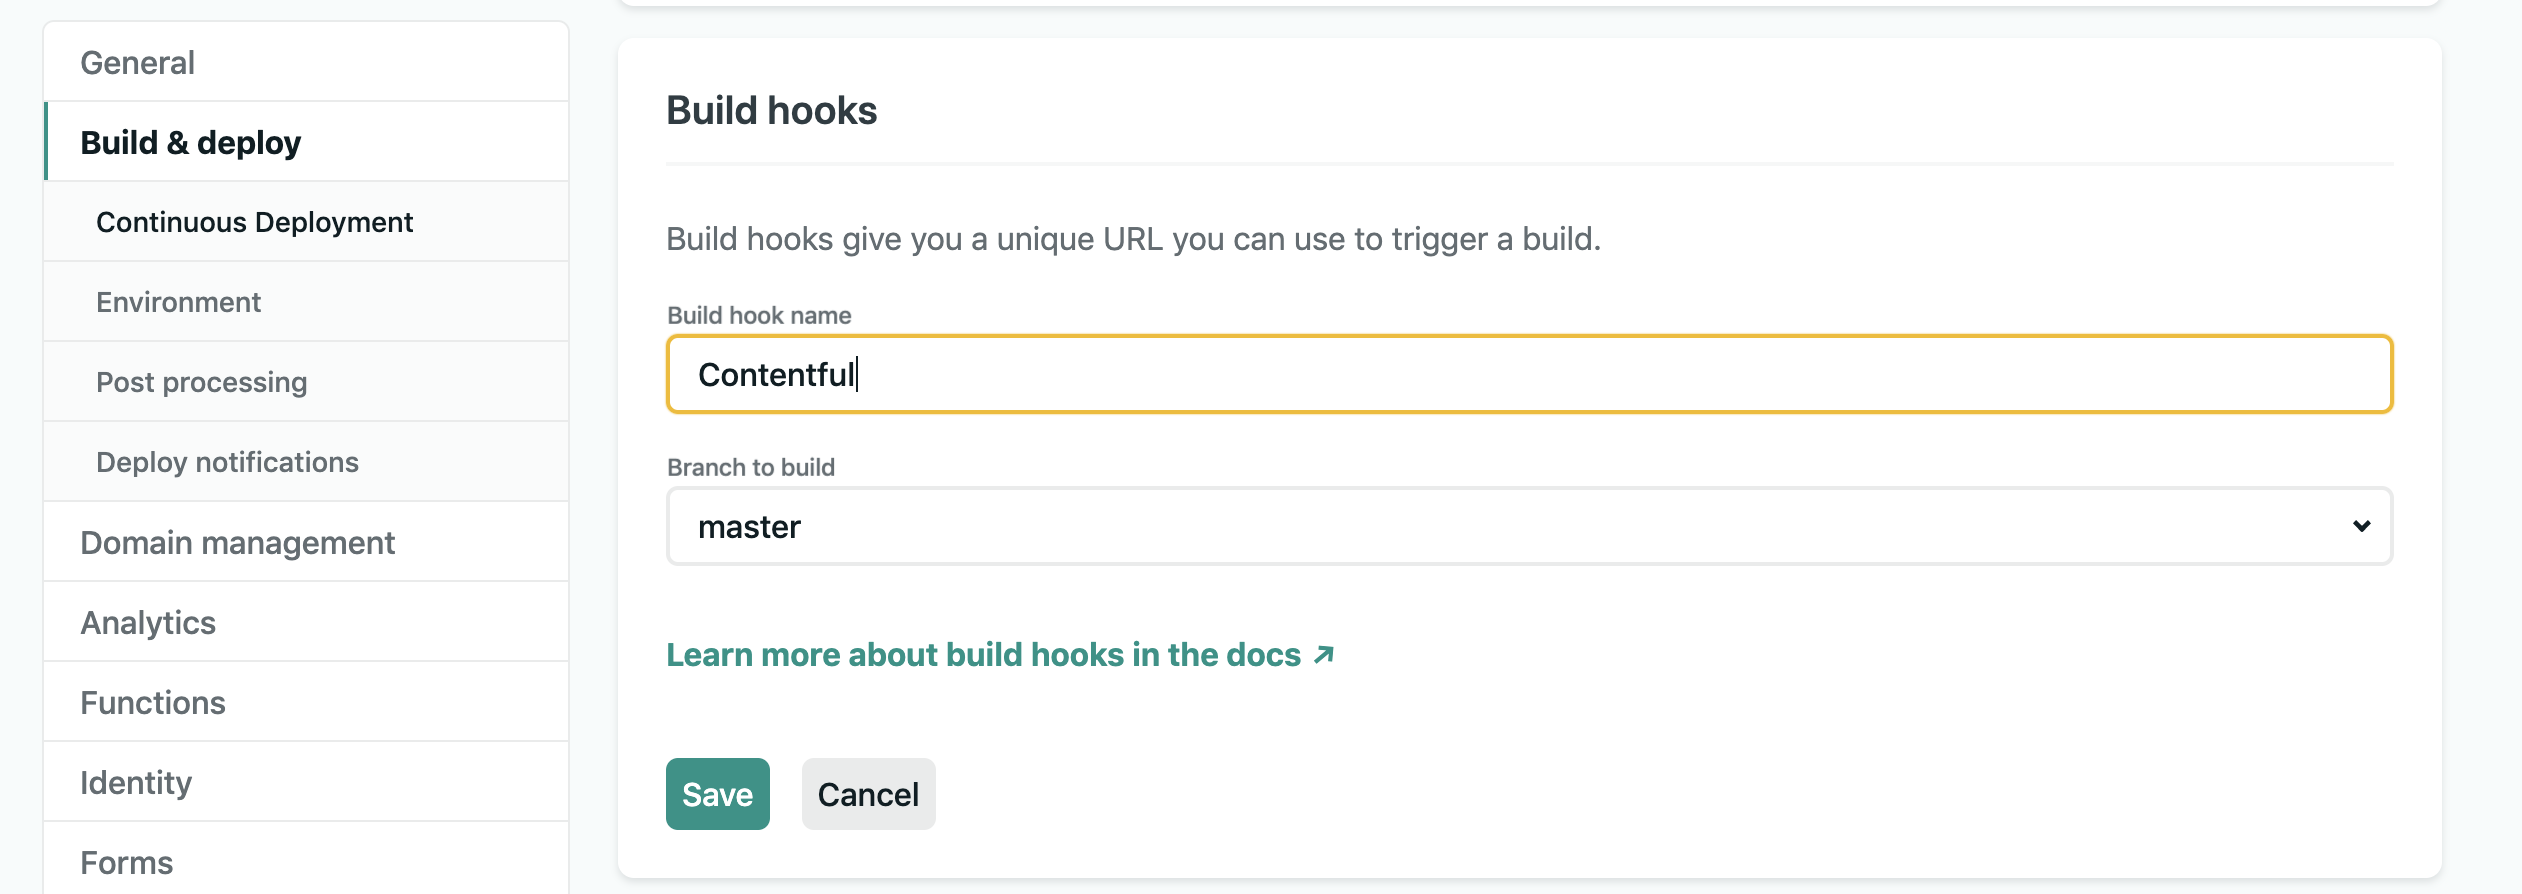 General
Build & deploy
Continuous Deployment
Environment
Post processing
Deploy notifications
Domain management
Analytics
Functions
Identity
Forms
Build hooks
Build hooks give you a unique URL you can use to trigger a build.
Build hook name
Contentful
Branch to build
master
Learn more about build hooks in the docs ↗
Save
Cancel